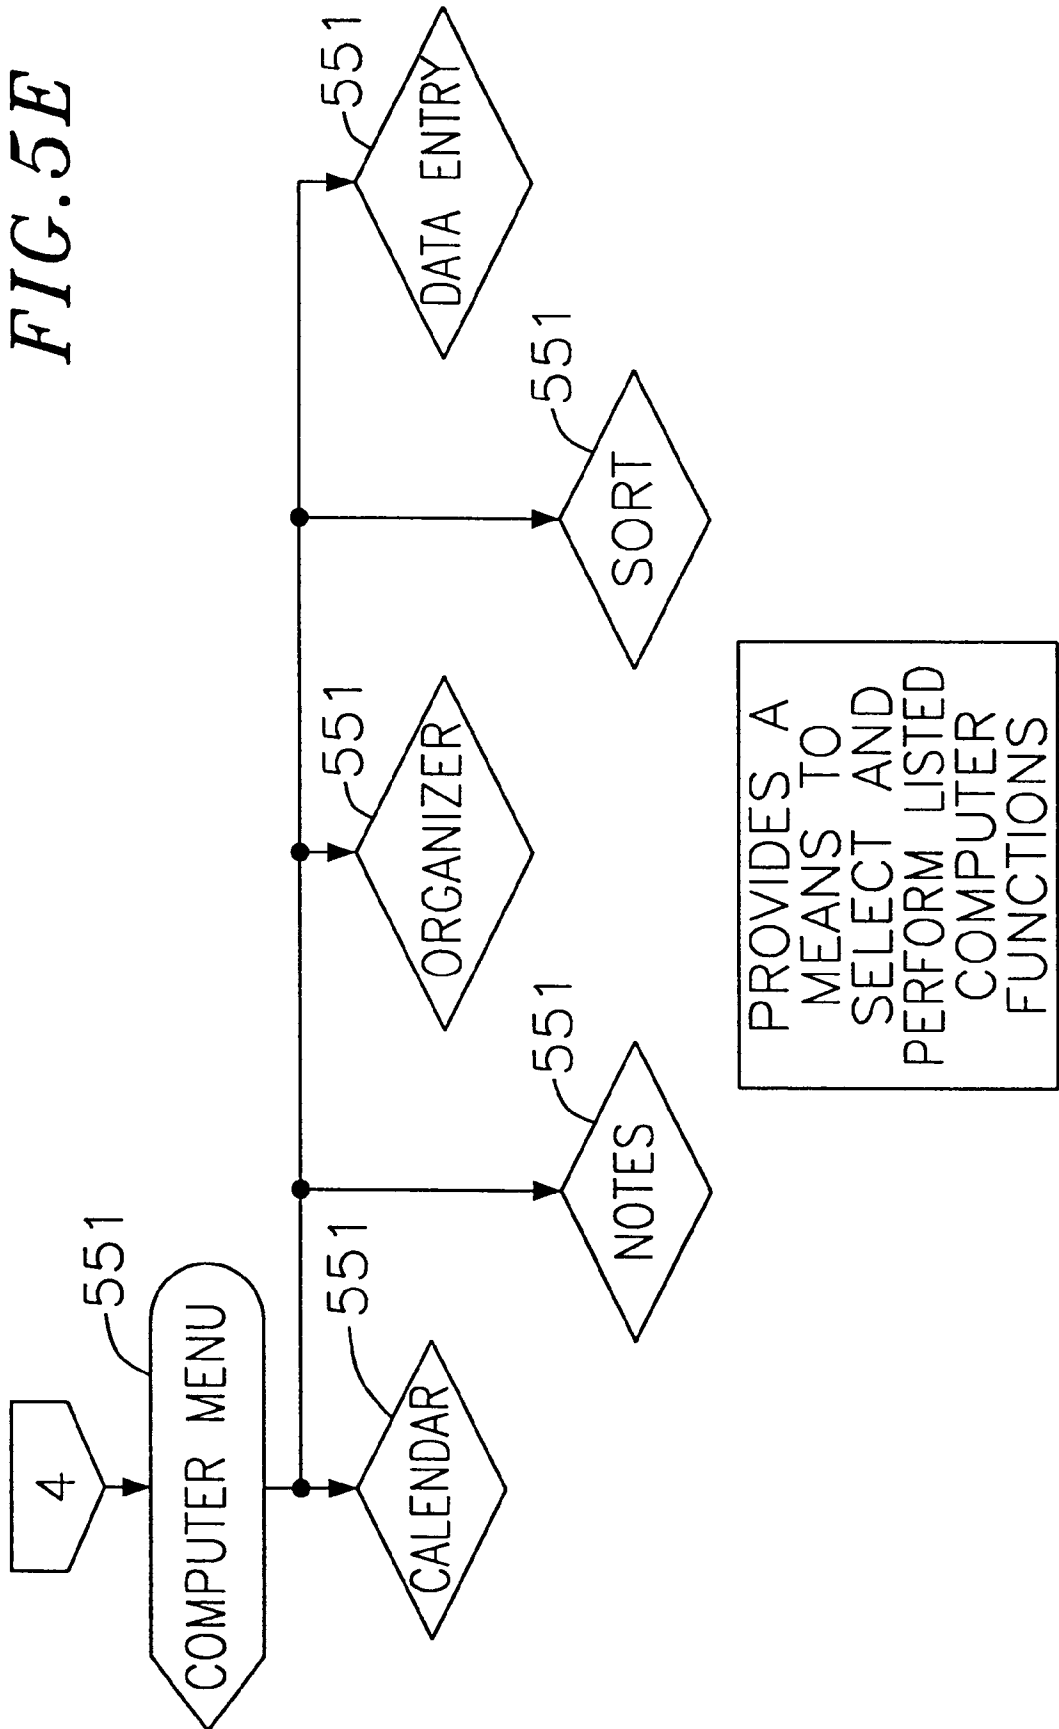 FIG.5E
4
COMPUTER MENU
551
CALENDAR
551
NOTES
551
ORGANIZER
551
SORT
551
DATA ENTRY
551
PROVIDES A
MEANS TO
SELECT AND
PERFORM LISTED
COMPUTER
FUNCTIONS